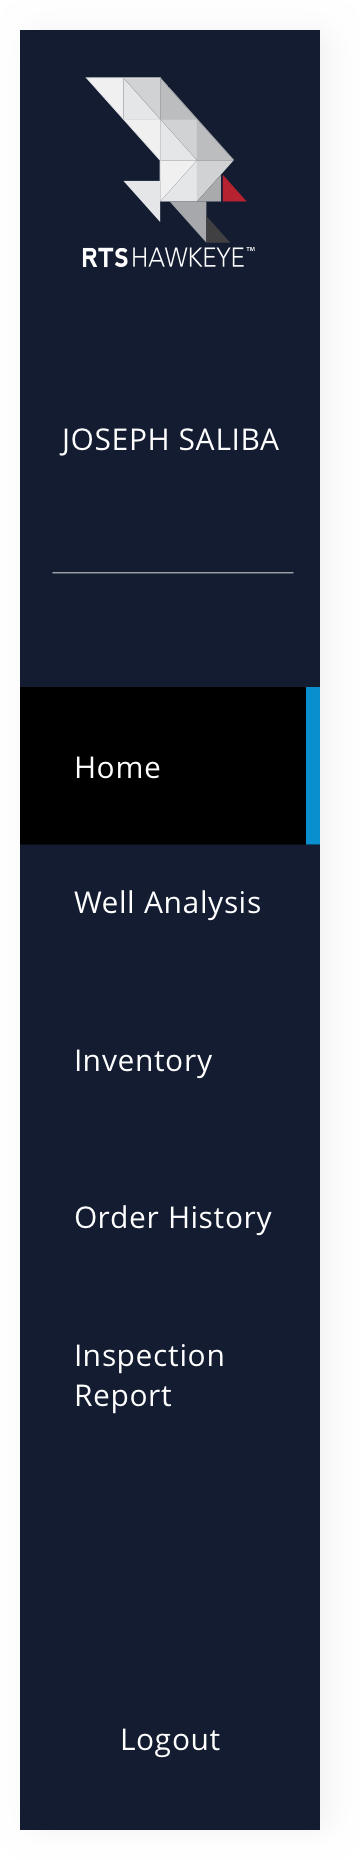 RTSHAWKEYE™
JOSEPH SALIBA
Home
Well Analysis
Inventory
Order History
Inspection
Report
Logout